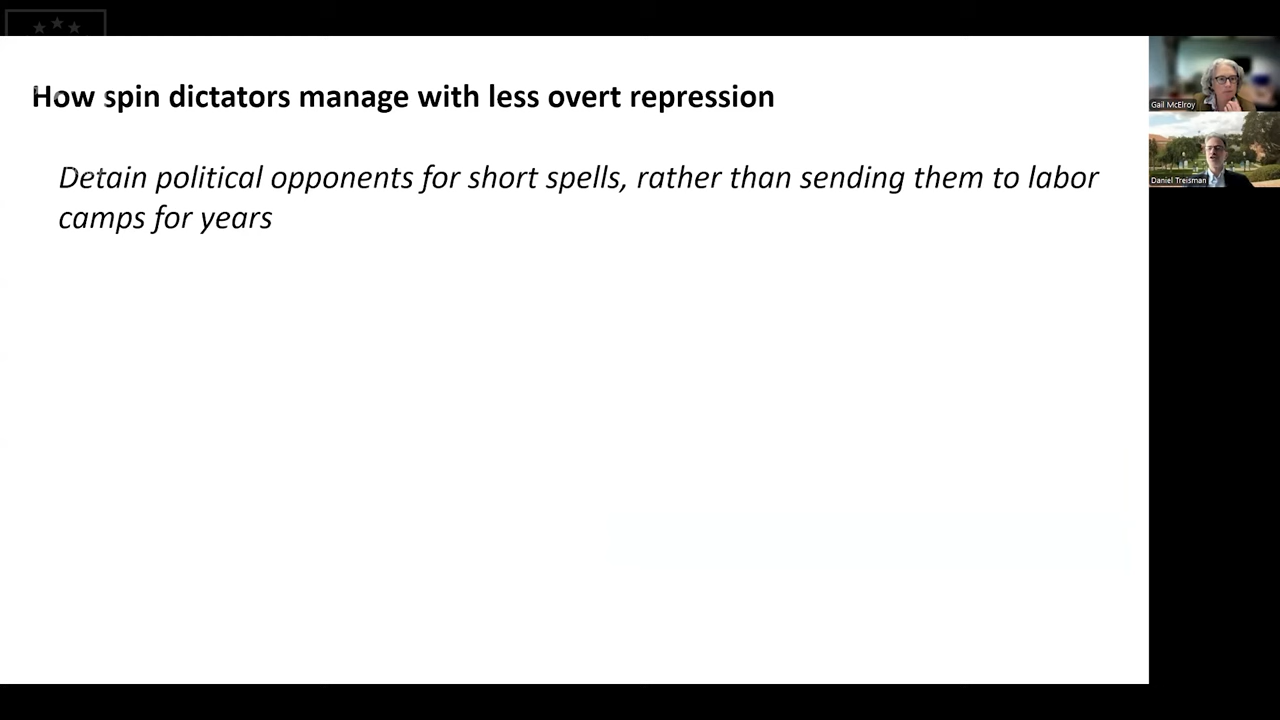 How spin dictators manage with less overt repression
Detain political opponents for short spells, rather than sending them to labor
camps for years
Gail McElroy
Daniel Treisman